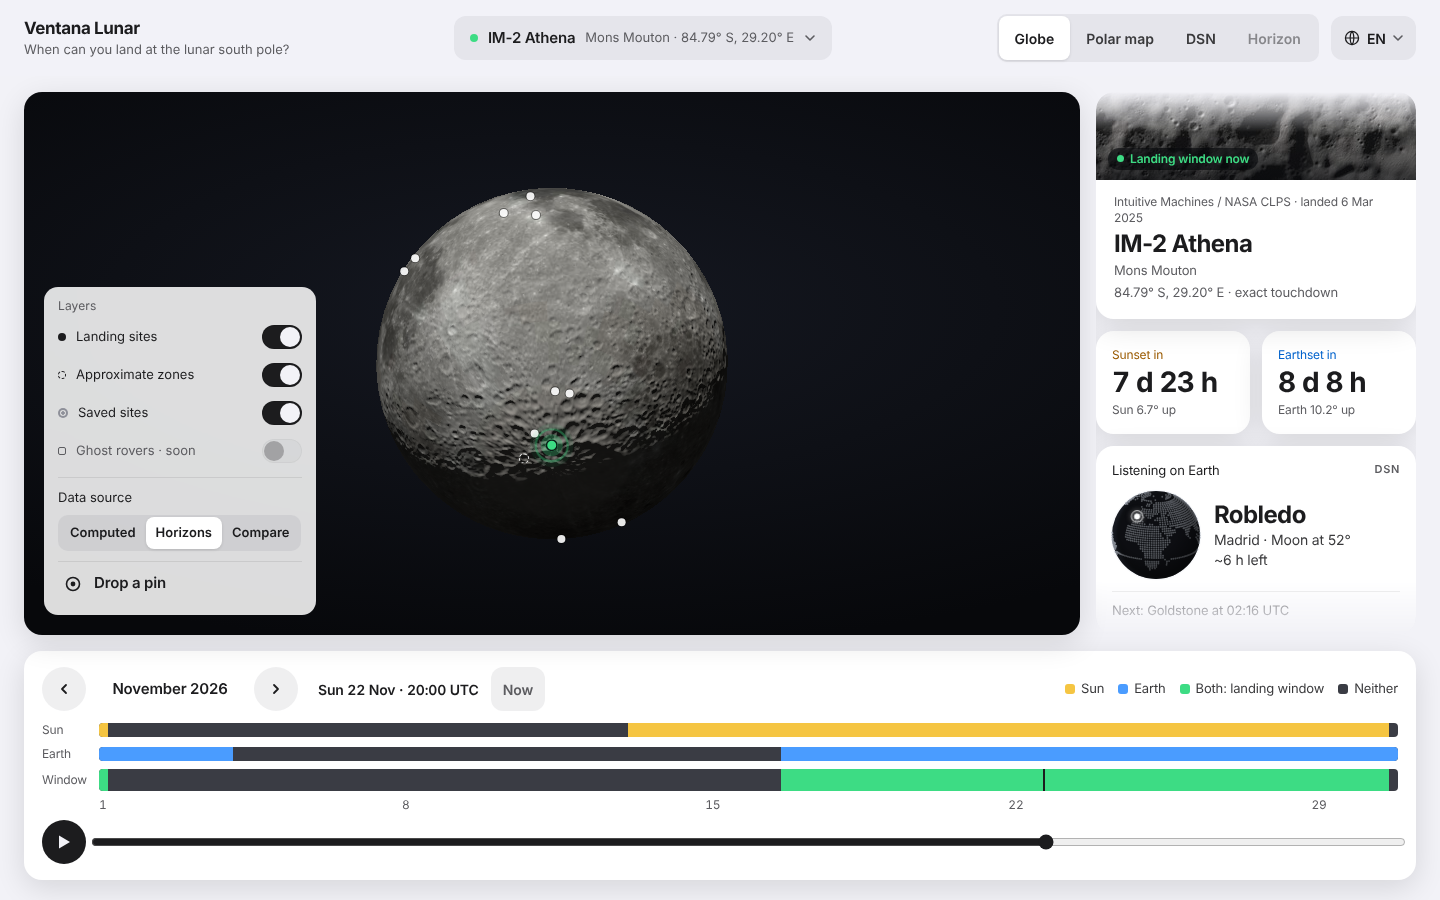 Ventana Lunar
When can you land at the lunar south pole?
IM-2 Athena Mons Mouton · 84.79° S, 29.20° E
Globe Polar map DSN Horizon
EN
Layers
Landing sites
Approximate zones
Saved sites
Ghost rovers · soon
Data source
Computed Horizons Compare
Drop a pin
Landing window now
Intuitive Machines / NASA CLPS · landed 6 Mar
2025
IM-2 Athena
Mons Mouton
84.79° S, 29.20° E · exact touchdown
Sunset in
7 d 23 h
Sun 6.7° up
Earthset in
8 d 8 h
Earth 10.2° up
Listening on Earth DSN
Robledo
Madrid · Moon at 52°
~6 h left
Next: Goldstone at 02:16 UTC
November 2026
Sun 22 Nov · 20:00 UTC
Now
Sun Earth Both: landing window Neither
Sun
Earth
Window
1 8 15 22 29